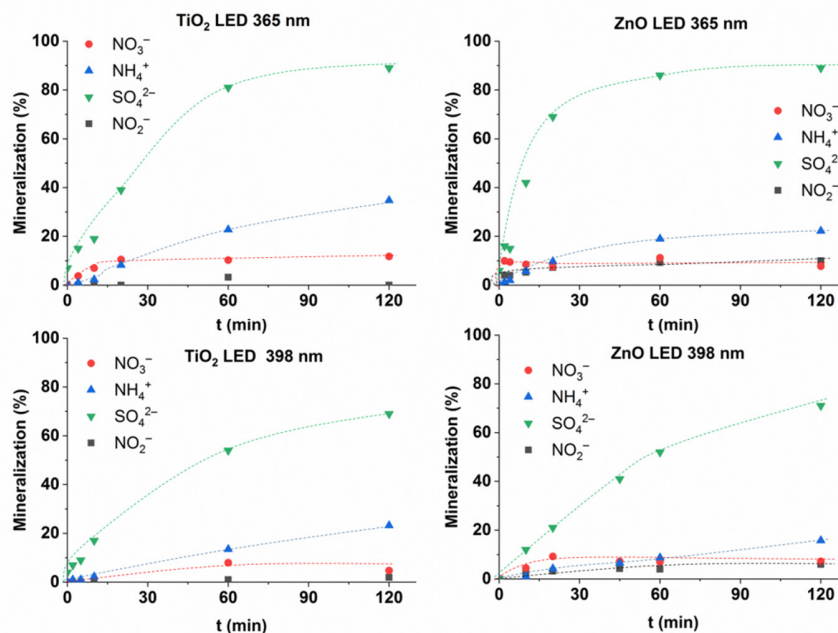 TiO₂ LED 365 nm
Mineralization (%)
100
80
60
40
20
0
NO₃⁻
NH₄⁺
SO₄²⁻
NO₂⁻
0 30 60 90 120
t (min)
ZnO LED 365 nm
Mineralization (%)
100
80
60
40
20
0
NO₃⁻
NH₄⁺
SO₄²⁻
NO₂⁻
0 30 60 90 120
t (min)
TiO₂ LED 398 nm
Mineralization (%)
100
80
60
40
20
0
NO₃⁻
NH₄⁺
SO₄²⁻
NO₂⁻
0 30 60 90 120
t (min)
ZnO LED 398 nm
Mineralization (%)
100
80
60
40
20
0
NO₃⁻
NH₄⁺
SO₄²⁻
NO₂⁻
0 30 60 90 120
t (min)